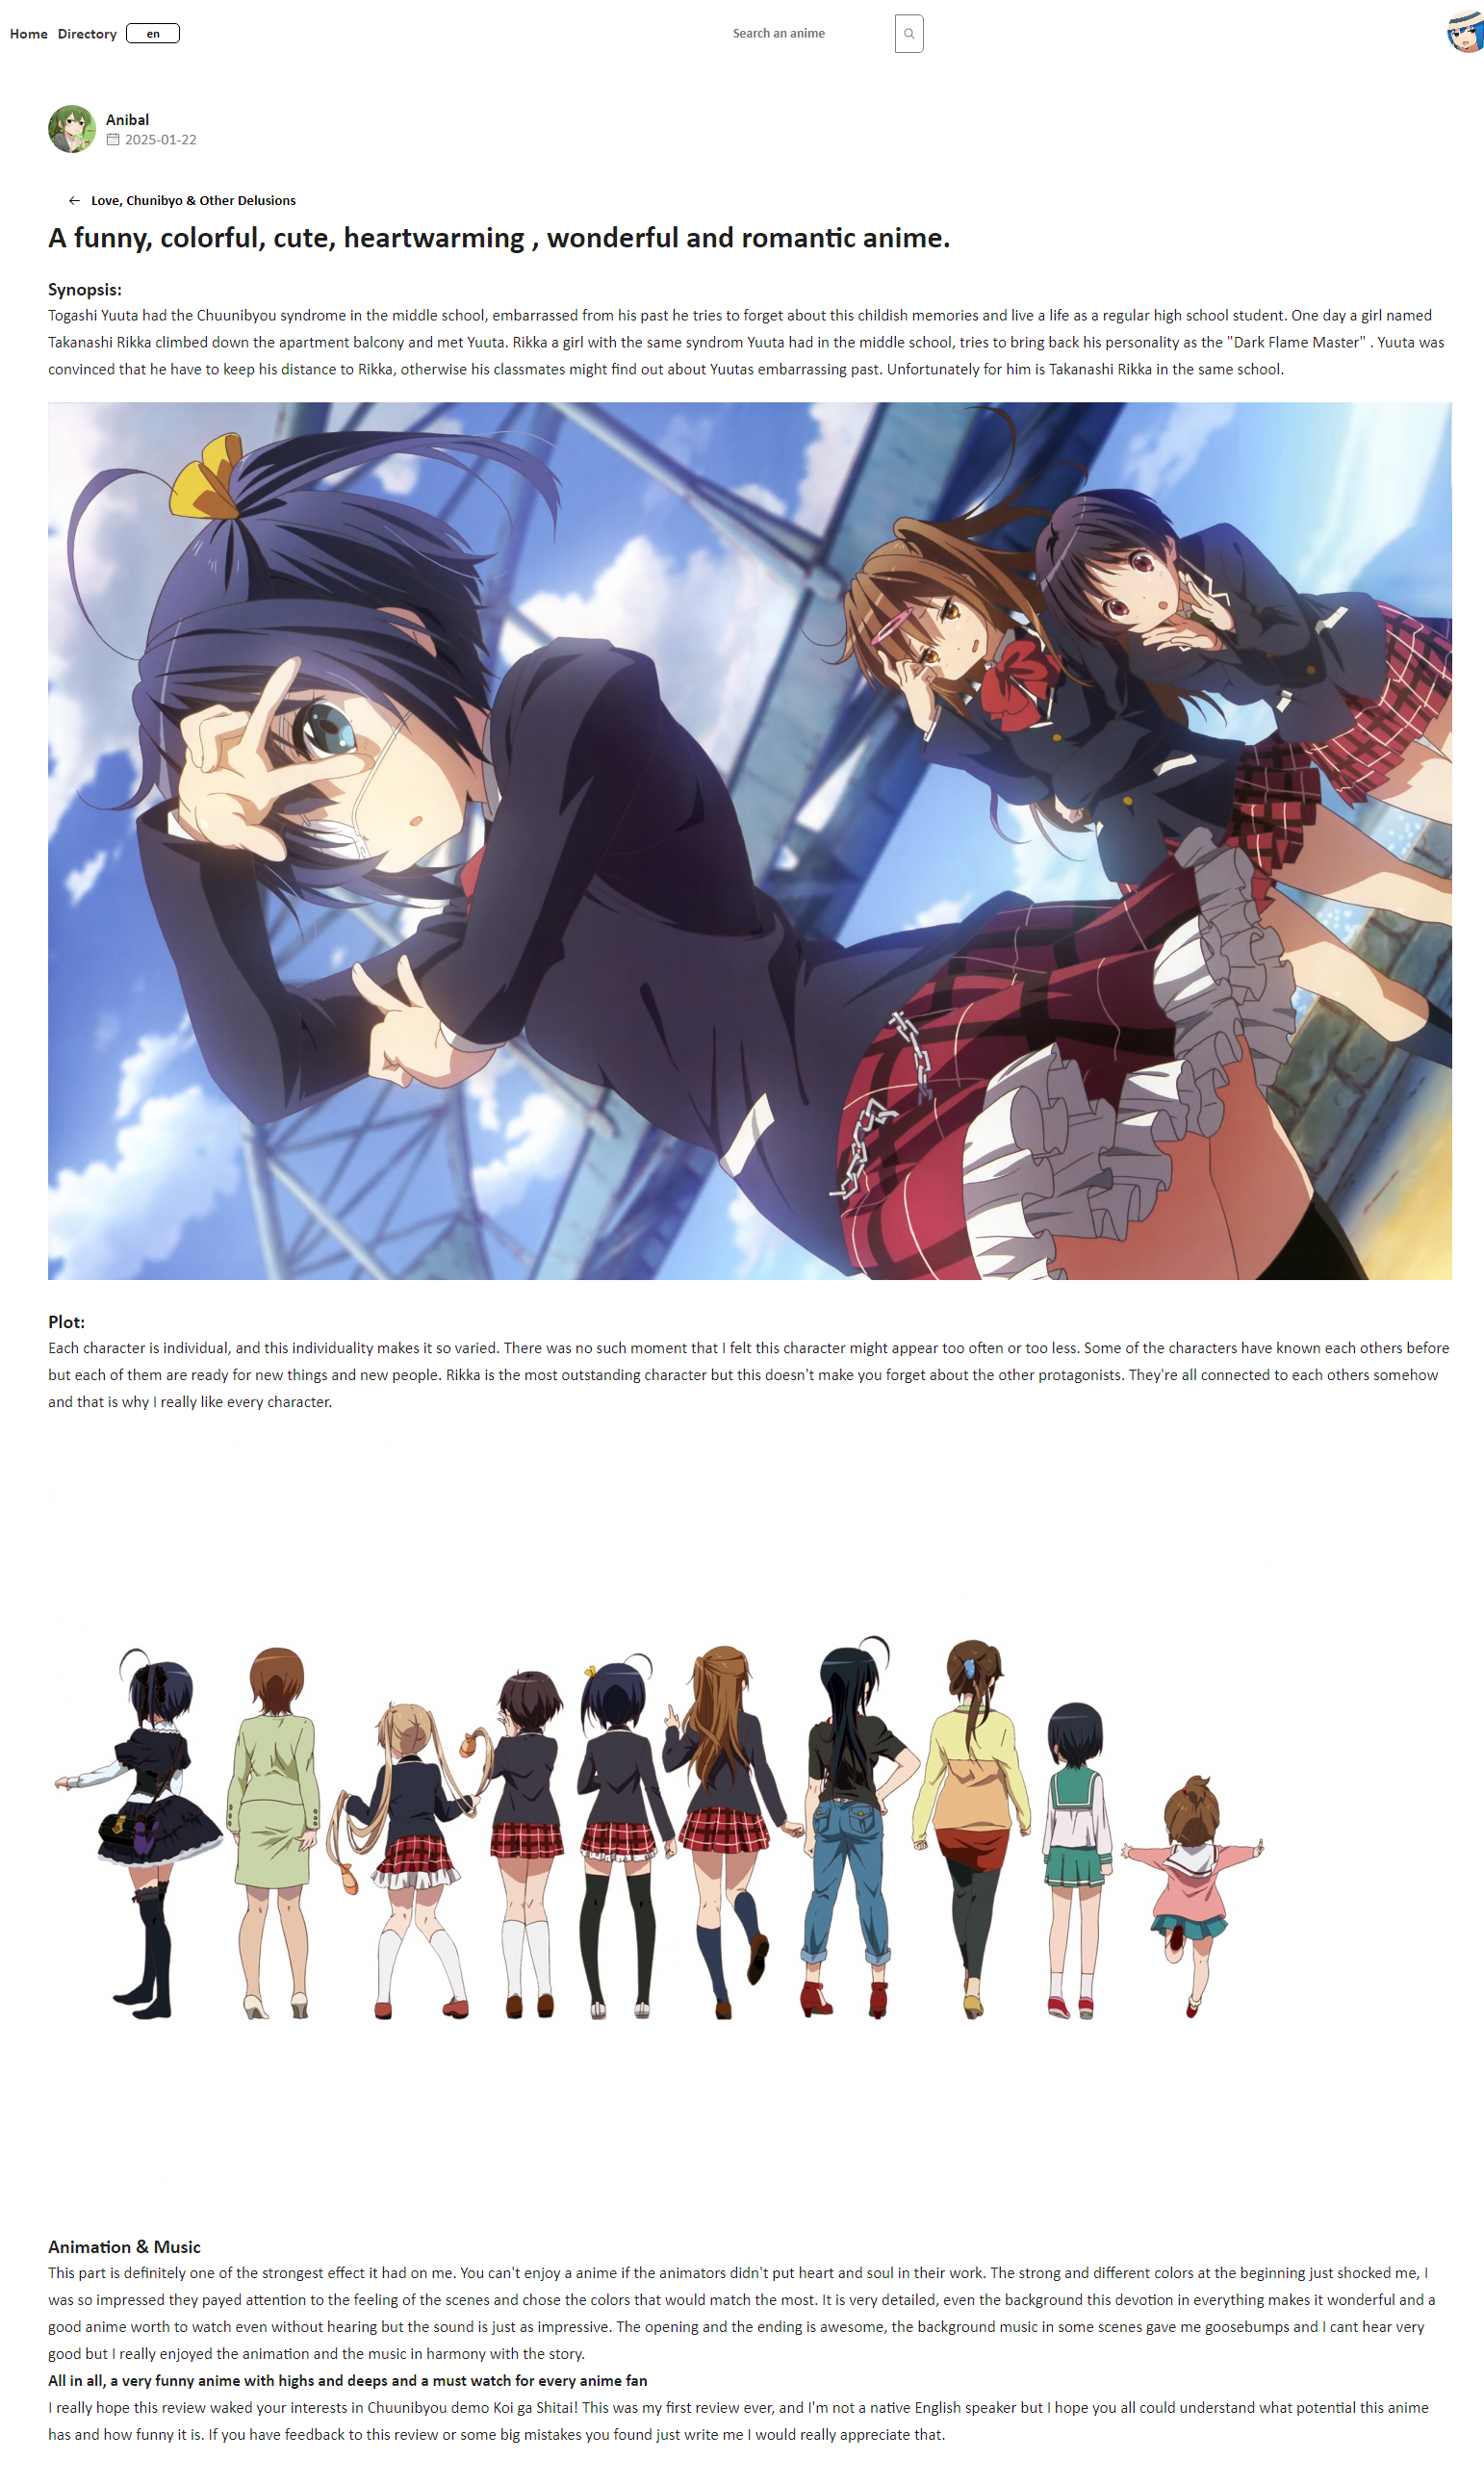 Home Directory en Search an anime
Anibal
2025-01-22
← Love, Chunibyo & Other Delusions
A funny, colorful, cute, heartwarming , wonderful and romantic anime.
Synopsis:
Togashi Yuuta had the Chuunibyou syndrome in the middle school, embarrassed from his past he tries to forget about this childish memories and live a life as a regular high school student. One day a girl named
Takanashi Rikka climbed down the apartment balcony and met Yuuta. Rikka a girl with the same syndrom Yuuta had in the middle school, tries to bring back his personality as the "Dark Flame Master" . Yuuta was
convinced that he have to keep his distance to Rikka, otherwise his classmates might find out about Yuutas embarrassing past. Unfortunately for him is Takanashi Rikka in the same school.
Plot:
Each character is individual, and this individuality makes it so varied. There was no such moment that I felt this character might appear too often or too less. Some of the characters have known each others before
but each of them are ready for new things and new people. Rikka is the most outstanding character but this doesn't make you forget about the other protagonists. They're all connected to each others somehow
and that is why I really like every character.
Animation & Music
This part is definitely one of the strongest effect it had on me. You can't enjoy a anime if the animators didn't put heart and soul in their work. The strong and different colors at the beginning just shocked me, I
was so impressed they payed attention to the feeling of the scenes and chose the colors that would match the most. It is very detailed, even the background this devotion in everything makes it wonderful and a
good anime worth to watch even without hearing but the sound is just as impressive. The opening and the ending is awesome, the background music in some scenes gave me goosebumps and I cant hear very
good but I really enjoyed the animation and the music in harmony with the story.
All in all, a very funny anime with highs and deeps and a must watch for every anime fan
I really hope this review waked your interests in Chuunibyou demo Koi ga Shitai! This was my first review ever, and I'm not a native English speaker but I hope you all could understand what potential this anime
has and how funny it is. If you have feedback to this review or some big mistakes you found just write me I would really appreciate that.